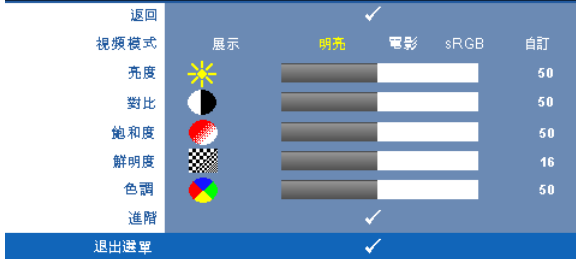 返回
視頻模式 展示 明亮 電影 sRGB 自訂
亮度 50
對比 50
飽和度 50
鮮明度 16
色調 50
進階
退出選單